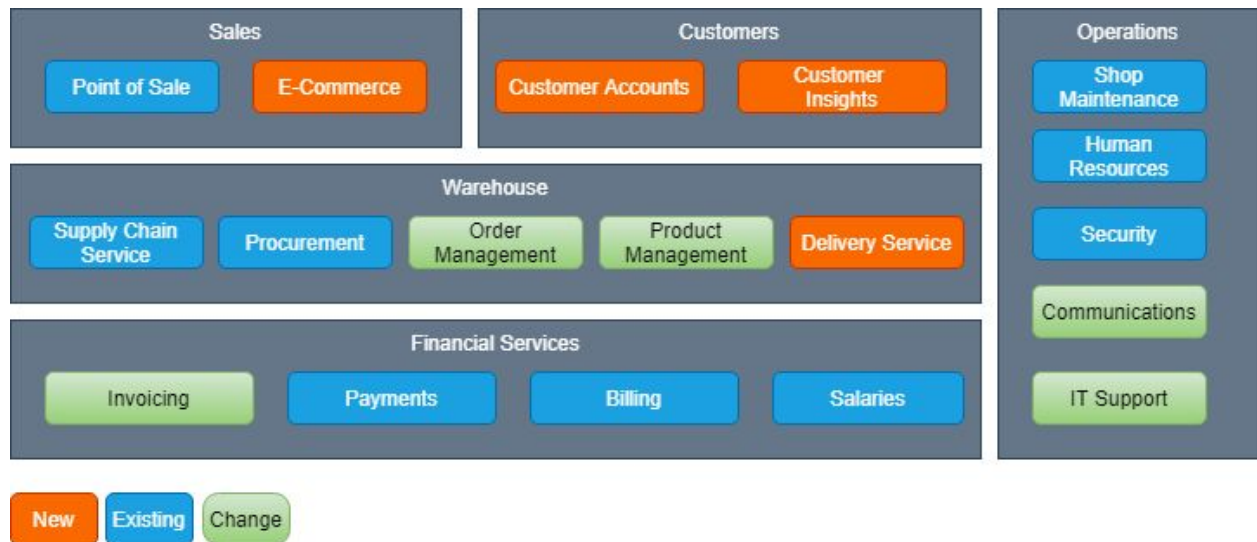 Sales
Point of Sale
E-Commerce
Customers
Customer Accounts
Customer
Insights
Operations
Shop
Maintenance
Human
Resources
Security
Communications
IT Support
Warehouse
Supply Chain
Service
Procurement
Order
Management
Product
Management
Delivery Service
Financial Services
Invoicing
Payments
Billing
Salaries
New
Existing
Change